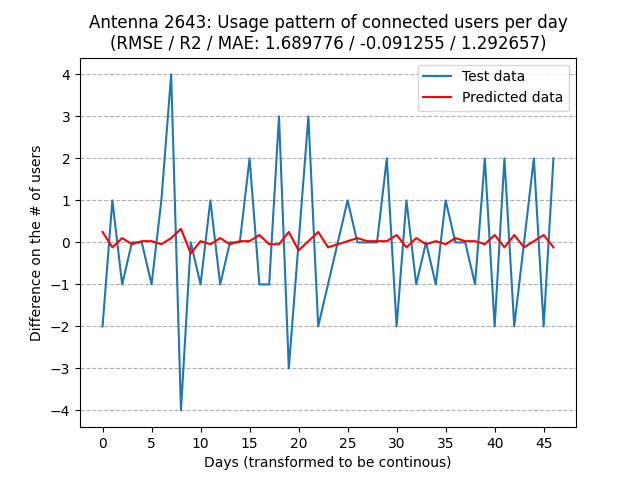 Antenna 2643: Usage pattern of connected users per day
(RMSE / R2 / MAE: 1.689776 / -0.091255 / 1.292657)
Test data
Predicted data
Difference on the # of users
4
3
2
1
0
−1
−2
−3
−4
0 5 10 15 20 25 30 35 40 45
Days (transformed to be continous)